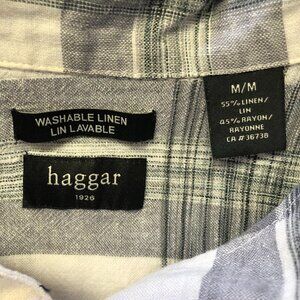 WASHABLE LINEN
LIN LAVABLE
haggar
1926
M/M
55% LINEN/
LIN
45% RAYON/
RAYONNE
CA # 36738